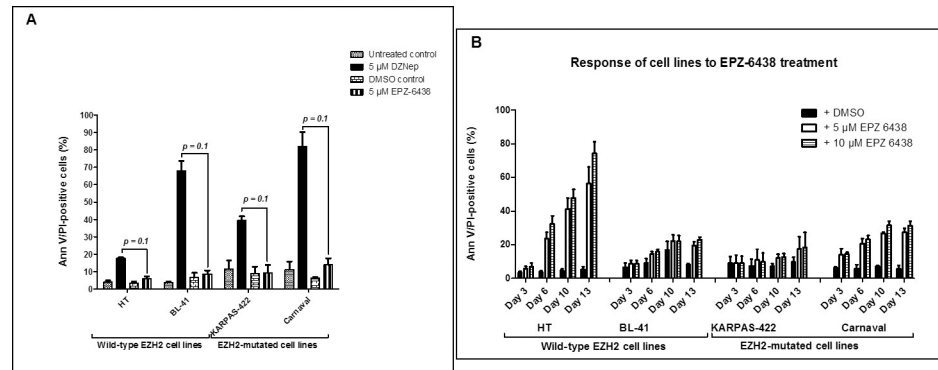 A
Untreated control
5 µM DZNep
DMSO control
5 µM EPZ-6438
Ann V/PI-positive cells (%)
100
90
80
70
60
50
40
30
20
10
0
p = 0.1
p = 0.1
p = 0.1
p = 0.1
HT
BL-41
KARPAS-422
Carnaval
Wild-type EZH2 cell lines
EZH2-mutated cell lines
B
Response of cell lines to EPZ-6438 treatment
+ DMSO
+ 5 µM EPZ 6438
+ 10 µM EPZ 6438
Ann V/PI-positive cells (%)
100
80
60
40
20
0
Day 3
Day 6
Day 10
Day 13
Day 3
Day 6
Day 10
Day 13
Day 3
Day 6
Day 10
Day 13
Day 3
Day 6
Day 10
Day 13
HT
BL-41
KARPAS-422
Carnaval
Wild-type EZH2 cell lines
EZH2-mutated cell lines